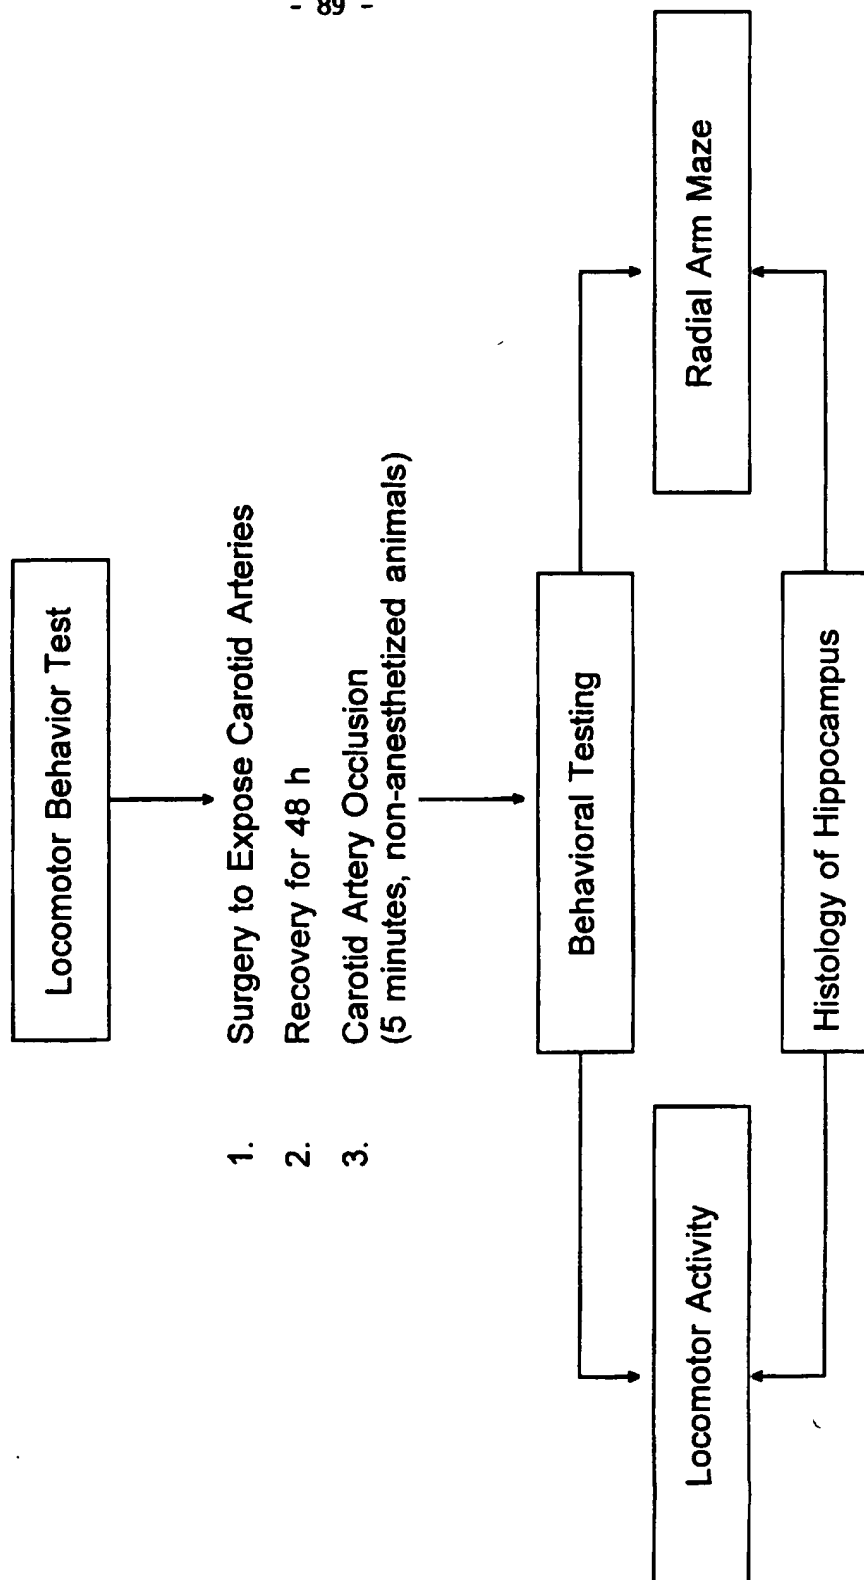 - 89 -
Locomotor Behavior Test
1. Surgery to Expose Carotid Arteries
2. Recovery for 48 h
3. Carotid Artery Occlusion
(5 minutes, non-anesthetized animals)
Behavioral Testing
Locomotor Activity
Radial Arm Maze
Histology of Hippocampus